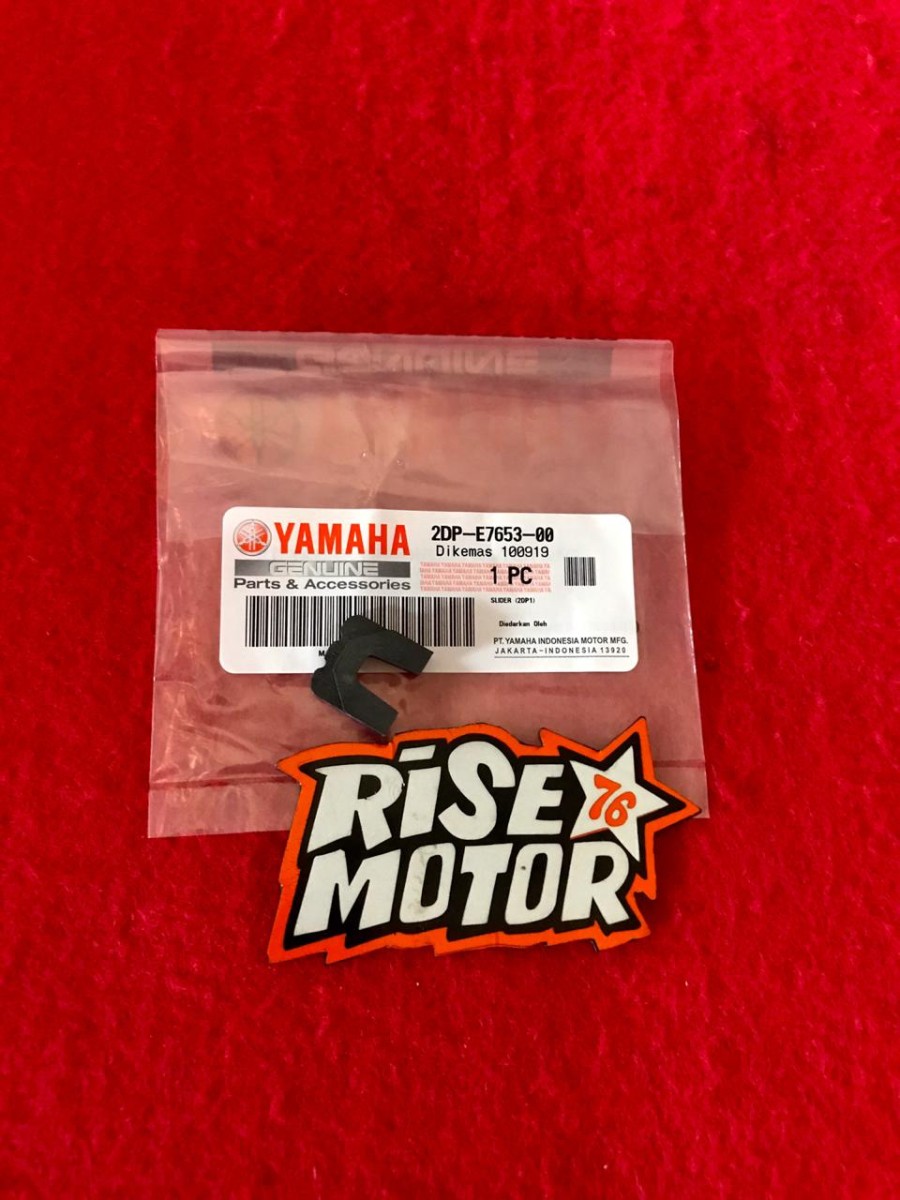 GENUINE
YAMAHA
GENUINE
Parts & Accessories
2DP-E7653-00
Dikemas 100919
1 PC
SLIDER (2DP1)
Diedarkan Oleh
PT. YAMAHA INDONESIA MOTOR MFG.
JAKARTA-INDONESIA 13920
RiSE
76
MOTOR